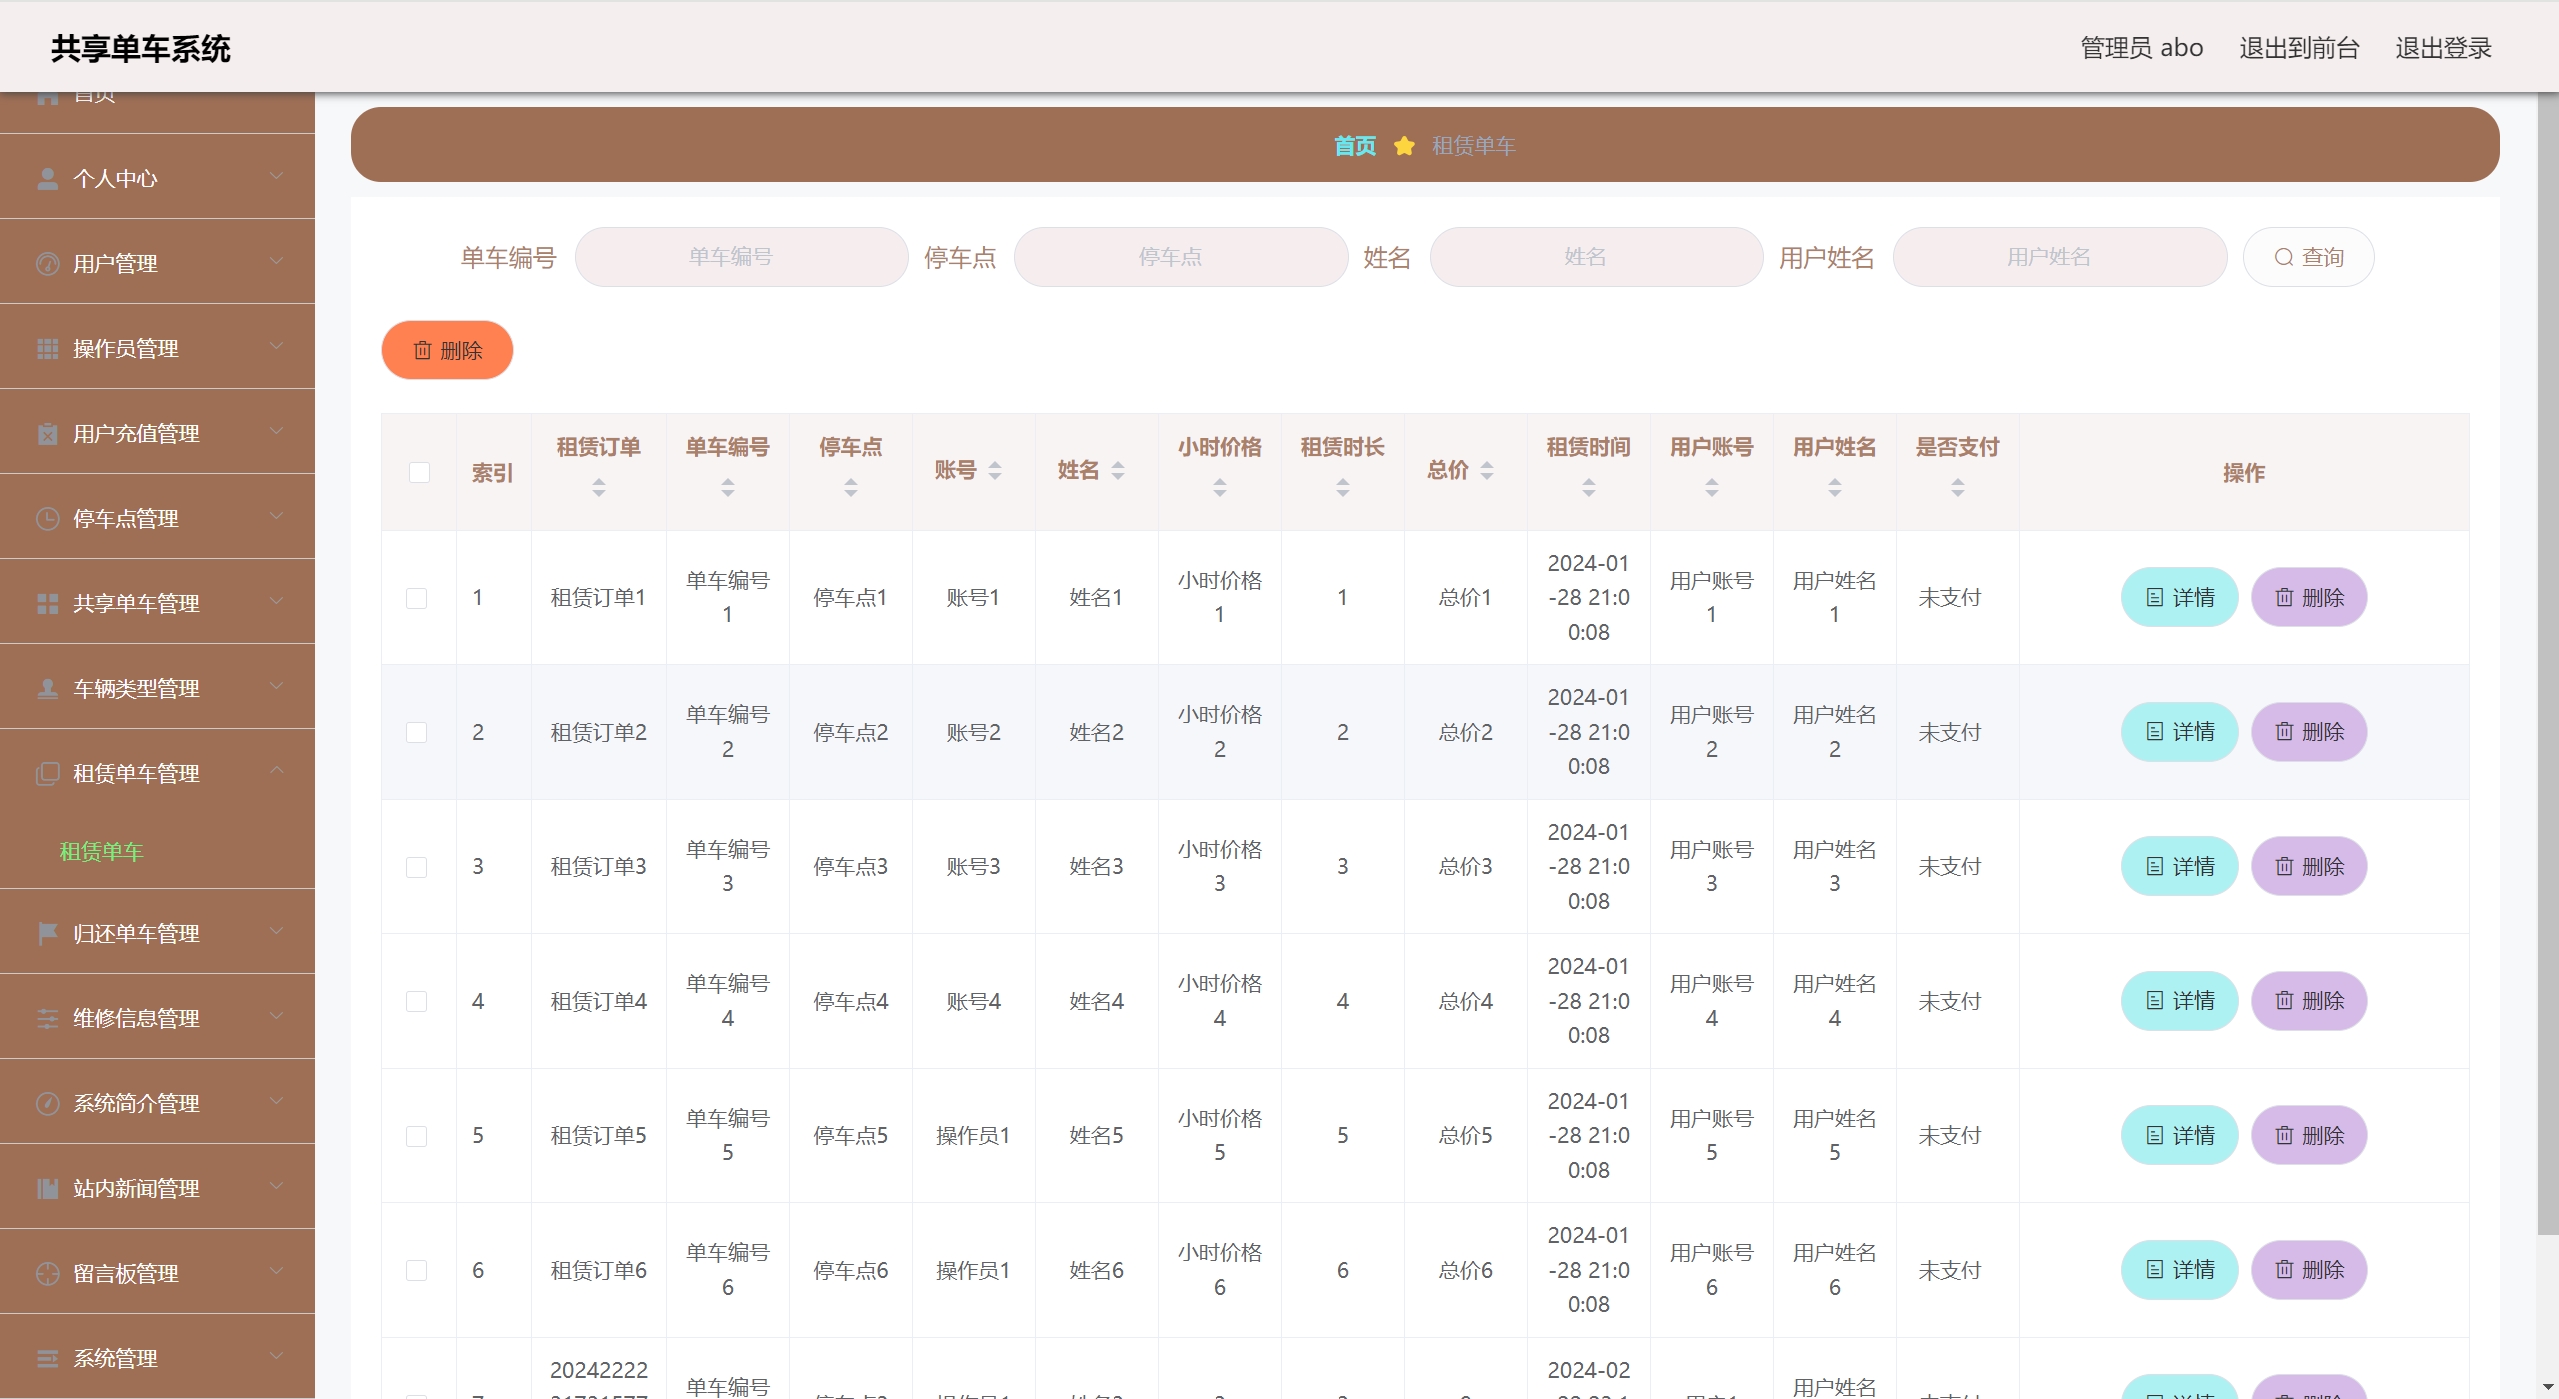 共享单车系统
管理员 abo 退出到前台 退出登录
首页
个人中心
用户管理
操作员管理
用户充值管理
停车点管理
共享单车管理
车辆类型管理
租赁单车管理
租赁单车
归还单车管理
维修信息管理
系统简介管理
站内新闻管理
留言板管理
系统管理
首页 租赁单车
单车编号 单车编号 停车点 停车点 姓名 姓名 用户姓名 用户姓名 查询
删除
索引 租赁订单 单车编号 停车点 账号 姓名 小时价格 租赁时长 总价 租赁时间 用户账号 用户姓名 是否支付 操作
1 租赁订单1 单车编号1 停车点1 账号1 姓名1 小时价格1 1 总价1 2024-01-28 21:00:08 用户账号1 用户姓名1 未支付 详情 删除
2 租赁订单2 单车编号2 停车点2 账号2 姓名2 小时价格2 2 总价2 2024-01-28 21:00:08 用户账号2 用户姓名2 未支付 详情 删除
3 租赁订单3 单车编号3 停车点3 账号3 姓名3 小时价格3 3 总价3 2024-01-28 21:00:08 用户账号3 用户姓名3 未支付 详情 删除
4 租赁订单4 单车编号4 停车点4 账号4 姓名4 小时价格4 4 总价4 2024-01-28 21:00:08 用户账号4 用户姓名4 未支付 详情 删除
5 租赁订单5 单车编号5 停车点5 操作员1 姓名5 小时价格5 5 总价5 2024-01-28 21:00:08 用户账号5 用户姓名5 未支付 详情 删除
6 租赁订单6 单车编号6 停车点6 操作员1 姓名6 小时价格6 6 总价6 2024-01-28 21:00:08 用户账号6 用户姓名6 未支付 详情 删除
20242222 单车编号 2024-02 用户姓名